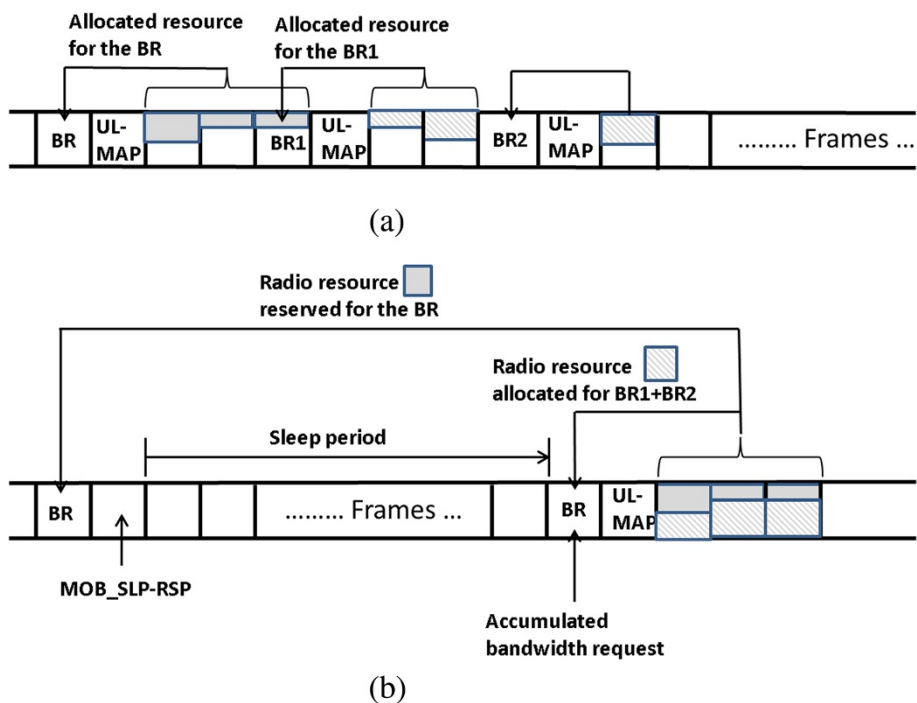 Allocated resource
for the BR
Allocated resource
for the BR1
BR
UL-
MAP
BR1
UL-
MAP
BR2
UL-
MAP
......... Frames ...
(a)
Radio resource
reserved for the BR
Radio resource
allocated for BR1+BR2
Sleep period
BR
......... Frames ...
BR
UL-
MAP
MOB_SLP-RSP
Accumulated
bandwidth request
(b)